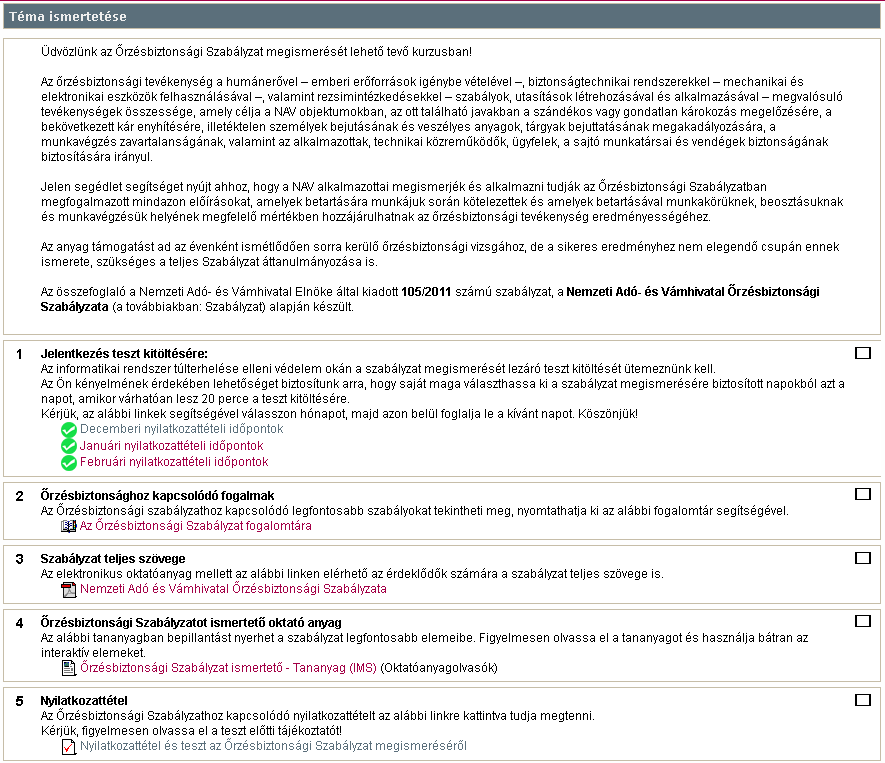 Téma ismertetése
Üdvözlünk az Őrzésbiztonsági Szabályzat megismerését lehető tevő kurzusban!
Az őrzésbiztonsági tevékenység a humánerővel – emberi erőforrások igénybe vételével –, biztonságtechnikai rendszerekkel – mechanikai és
elektronikai eszközök felhasználásával –, valamint rezsimintézkedésekkel – szabályok, utasítások létrehozásával és alkalmazásával – megvalósuló
tevékenységek összessége, amely célja a NAV objektumokban, az ott található javakban a szándékos vagy gondatlan károkozás megelőzésére, a
bekövetkezett kár enyhítésére, illetéktelen személyek bejutásának és veszélyes anyagok, tárgyak bejuttatásának megakadályozására, a
munkavégzés zavartalanságának, valamint az alkalmazottak, technikai közreműködők, ügyfelek, a sajtó munkatársai és vendégek biztonságának
biztosítására irányul.
Jelen segédlet segítséget nyújt ahhoz, hogy a NAV alkalmazottai megismerjék és alkalmazni tudják az Őrzésbiztonsági Szabályzatban
megfogalmazott mindazon előírásokat, amelyek betartására munkájuk során kötelezettek és amelyek betartásával munkakörüknek, beosztásuknak
és munkavégzésük helyének megfelelő mértékben hozzájárulhatnak az őrzésbiztonsági tevékenység eredményességéhez.
Az anyag támogatást ad az évenként ismétlődően sorra kerülő őrzésbiztonsági vizsgához, de a sikeres eredményhez nem elegendő csupán ennek
ismerete, szükséges a teljes Szabályzat áttanulmányozása is.
Az összefoglaló a Nemzeti Adó- és Vámhivatal Elnöke által kiadott 105/2011 számú szabályzat, a Nemzeti Adó- és Vámhivatal Őrzésbiztonsági
Szabályzata (a továbbiakban: Szabályzat) alapján készült.
1 Jelentkezés teszt kitöltésére:
Az informatikai rendszer túlterhelése elleni védelem okán a szabályzat megismerését lezáró teszt kitöltését ütemeznünk kell.
Az Ön kényelmének érdekében lehetőséget biztosítunk arra, hogy saját maga választhassa ki a szabályzat megismerésére biztosított napokból azt a
napot, amikor várhatóan lesz 20 perce a teszt kitöltésére.
Kérjük, az alábbi linkek segítségével válasszon hónapot, majd azon belül foglalja le a kívánt napot. Köszönjük!
Decemberi nyilatkozattételi időpontok
Januári nyilatkozattételi időpontok
Februári nyilatkozattételi időpontok
2 Őrzésbiztonsághoz kapcsolódó fogalmak
Az Őrzésbiztonsági szabályzathoz kapcsolódó legfontosabb szabályokat tekintheti meg, nyomtathatja ki az alábbi fogalomtár segítségével.
Az Őrzésbiztonsági Szabályzat fogalomtára
3 Szabályzat teljes szövege
Az elektronikus oktatóanyag mellett az alábbi linken elérhető az érdeklődők számára a szabályzat teljes szövege is.
Nemzeti Adó és Vámhivatal Őrzésbiztonsági Szabályzata
4 Őrzésbiztonsági Szabályzatot ismertető oktató anyag
Az alábbi tananyagban bepillantást nyerhet a szabályzat legfontosabb elemeibe. Figyelmesen olvassa el a tananyagot és használja bátran az
interaktív elemeket.
Őrzésbiztonsági Szabályzat ismertető - Tananyag (IMS) (Oktatóanyagolvasók)
5 Nyilatkozattétel
Az Őrzésbiztonsági Szabályzathoz kapcsolódó nyilatkozattételt az alábbi linkre kattintva tudja megtenni.
Kérjük, figyelmesen olvassa el a teszt előtti tájékoztatót!
Nyilatkozattétel és teszt az Őrzésbiztonsági Szabályzat megismeréséről